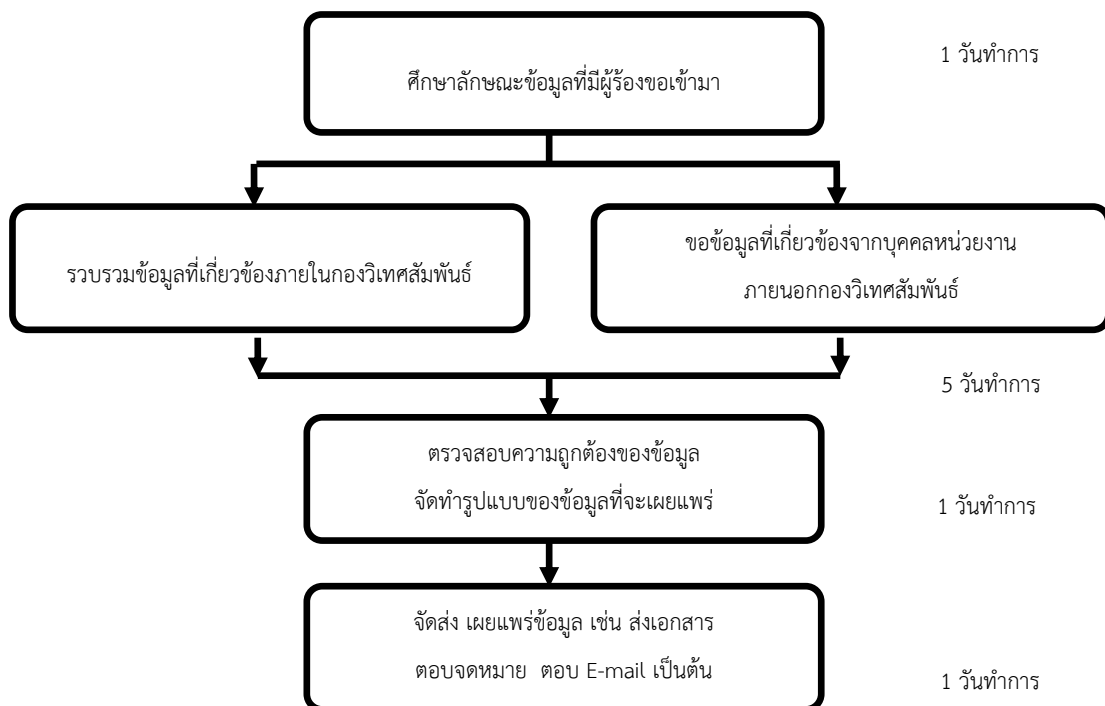 1 วันทำการ
ศึกษาลักษณะข้อมูลที่มีผู้ร้องขอเข้ามา
รวบรวมข้อมูลที่เกี่ยวข้องภายในกองวิเทศสัมพันธ์
ขอข้อมูลที่เกี่ยวข้องจากบุคคลหน่วยงาน
ภายนอกกองวิเทศสัมพันธ์
5 วันทำการ
ตรวจสอบความถูกต้องของข้อมูล
จัดทำรูปแบบของข้อมูลที่จะเผยแพร่
1 วันทำการ
จัดส่ง เผยแพร่ข้อมูล เช่น ส่งเอกสาร
ตอบจดหมาย ตอบ E-mail เป็นต้น
1 วันทำการ